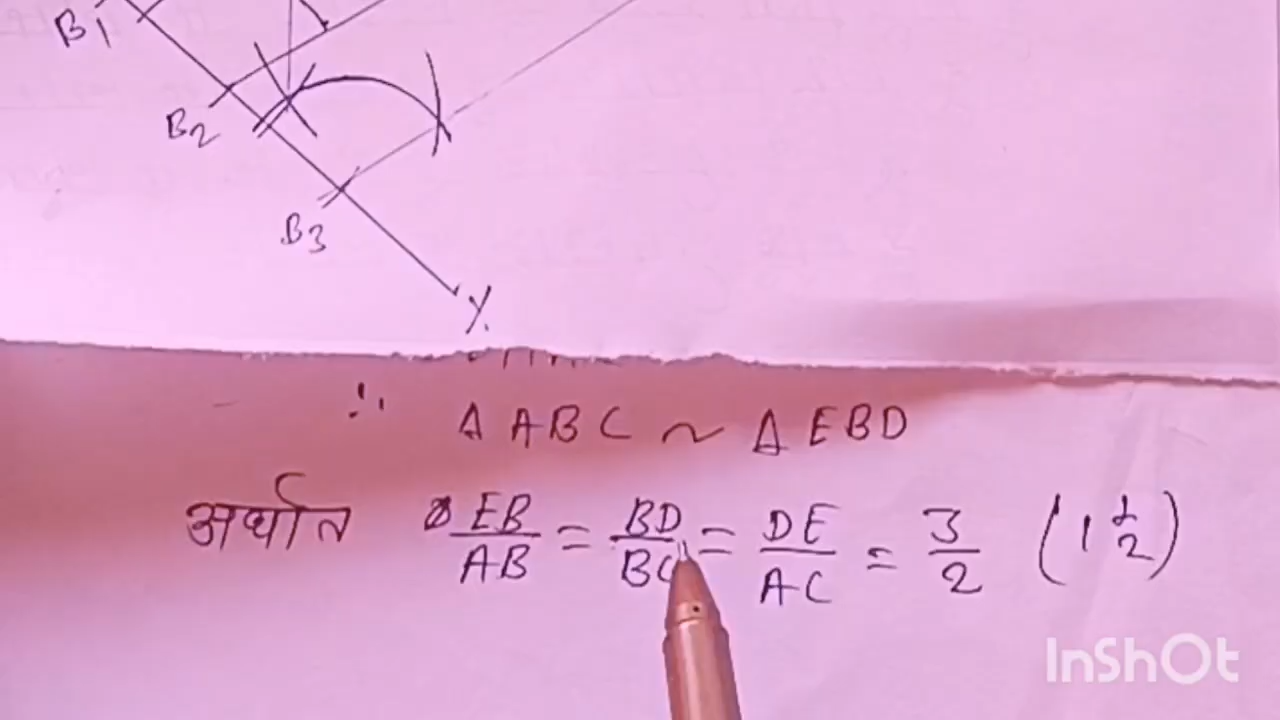 B1
B2
B3
Y.
∴ Δ ABC ~ Δ EBD
अर्थात EB/AB = BD/BC = DE/AC = 3/2 (1 1/2)
InShOt